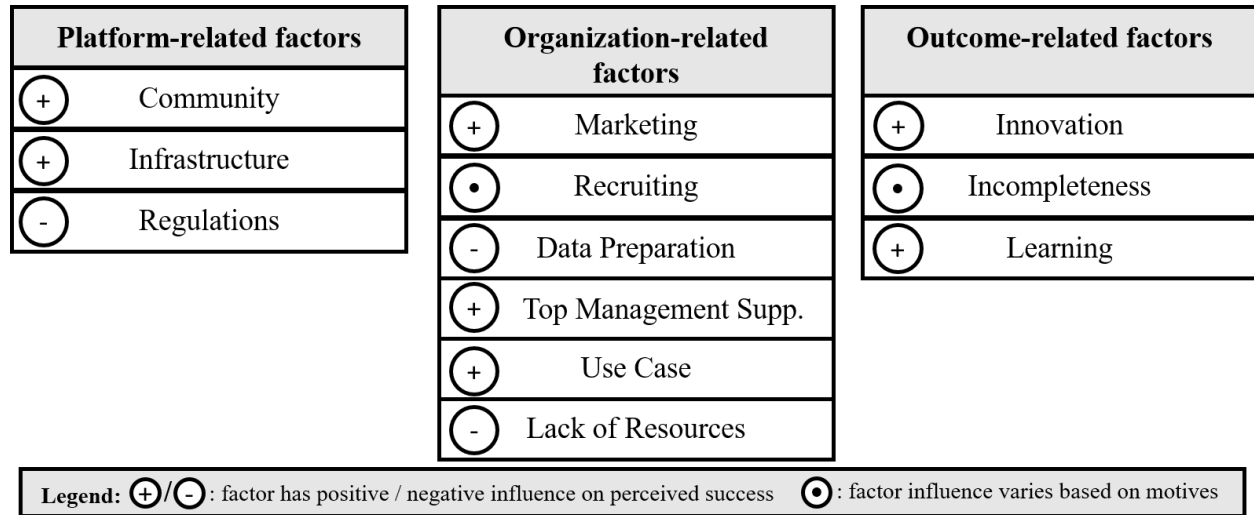 Platform-related factors
+ Community
+ Infrastructure
- Regulations
Organization-related
factors
+ Marketing
• Recruiting
- Data Preparation
+ Top Management Supp.
+ Use Case
- Lack of Resources
Outcome-related factors
+ Innovation
• Incompleteness
+ Learning
Legend: +/- : factor has positive / negative influence on perceived success • : factor influence varies based on motives